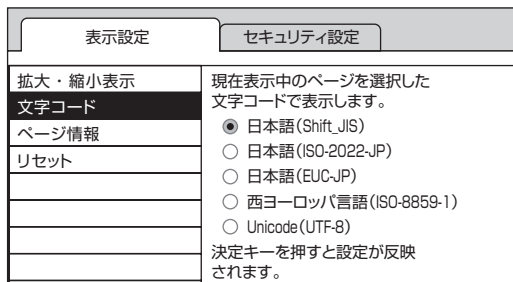 表示設定
セキュリティ設定
拡大・縮小表示
文字コード
ページ情報
リセット
現在表示中のページを選択した
文字コードで表示します。
日本語(Shift_JIS)
日本語(ISO-2022-JP)
日本語(EUC-JP)
西ヨーロッパ言語(ISO-8859-1)
Unicode(UTF-8)
決定キーを押すと設定が反映
されます。